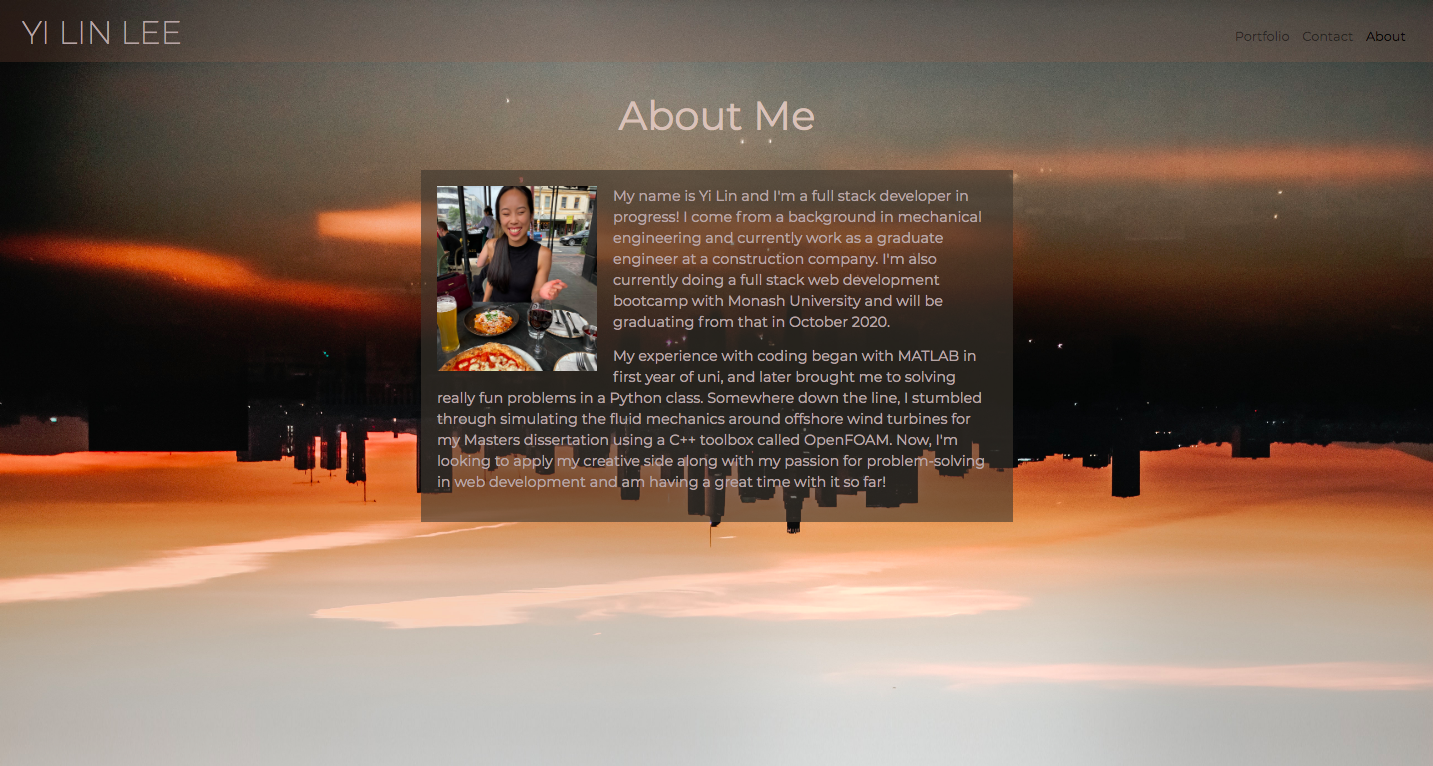 YI LIN LEE
Portfolio Contact About
About Me
My name is Yi Lin and I'm a full stack developer in
progress! I come from a background in mechanical
engineering and currently work as a graduate
engineer at a construction company. I'm also
currently doing a full stack web development
bootcamp with Monash University and will be
graduating from that in October 2020.
My experience with coding began with MATLAB in
first year of uni, and later brought me to solving
really fun problems in a Python class. Somewhere down the line, I stumbled
through simulating the fluid mechanics around offshore wind turbines for
my Masters dissertation using a C++ toolbox called OpenFOAM. Now, I'm
looking to apply my creative side along with my passion for problem-solving
in web development and am having a great time with it so far!